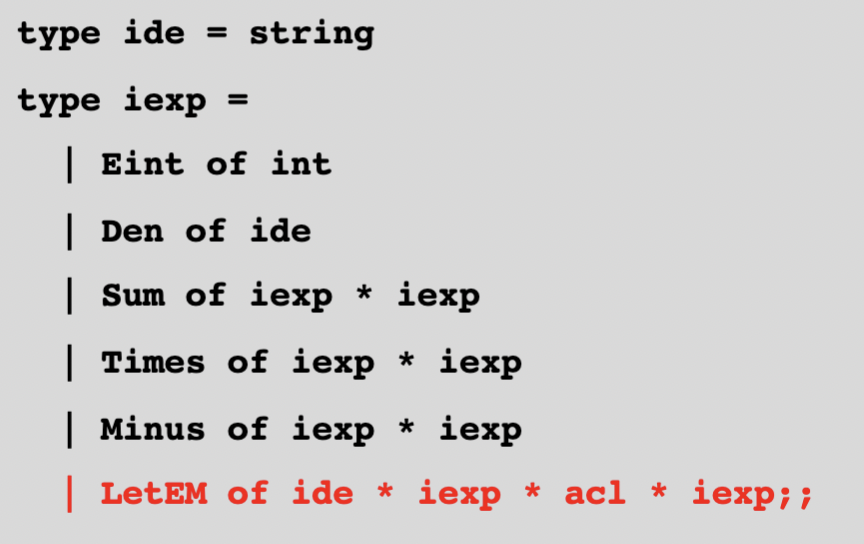 type ide = string
type iexp =
| Eint of int
| Den of ide
| Sum of iexp * iexp
| Times of iexp * iexp
| Minus of iexp * iexp
| LetEM of ide * iexp * acl * iexp;;